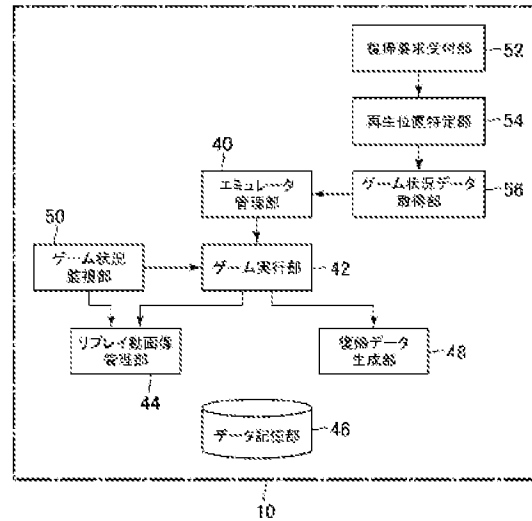 復帰要求受付部
52
再生位置特定部
54
40
エミュレータ
管理部
ゲーム状況データ
取得部
56
50
ゲーム状況
監視部
ゲーム実行部
42
リプレイ動画像
管理部
44
復帰データ
生成部
48
データ記憶部
46
10